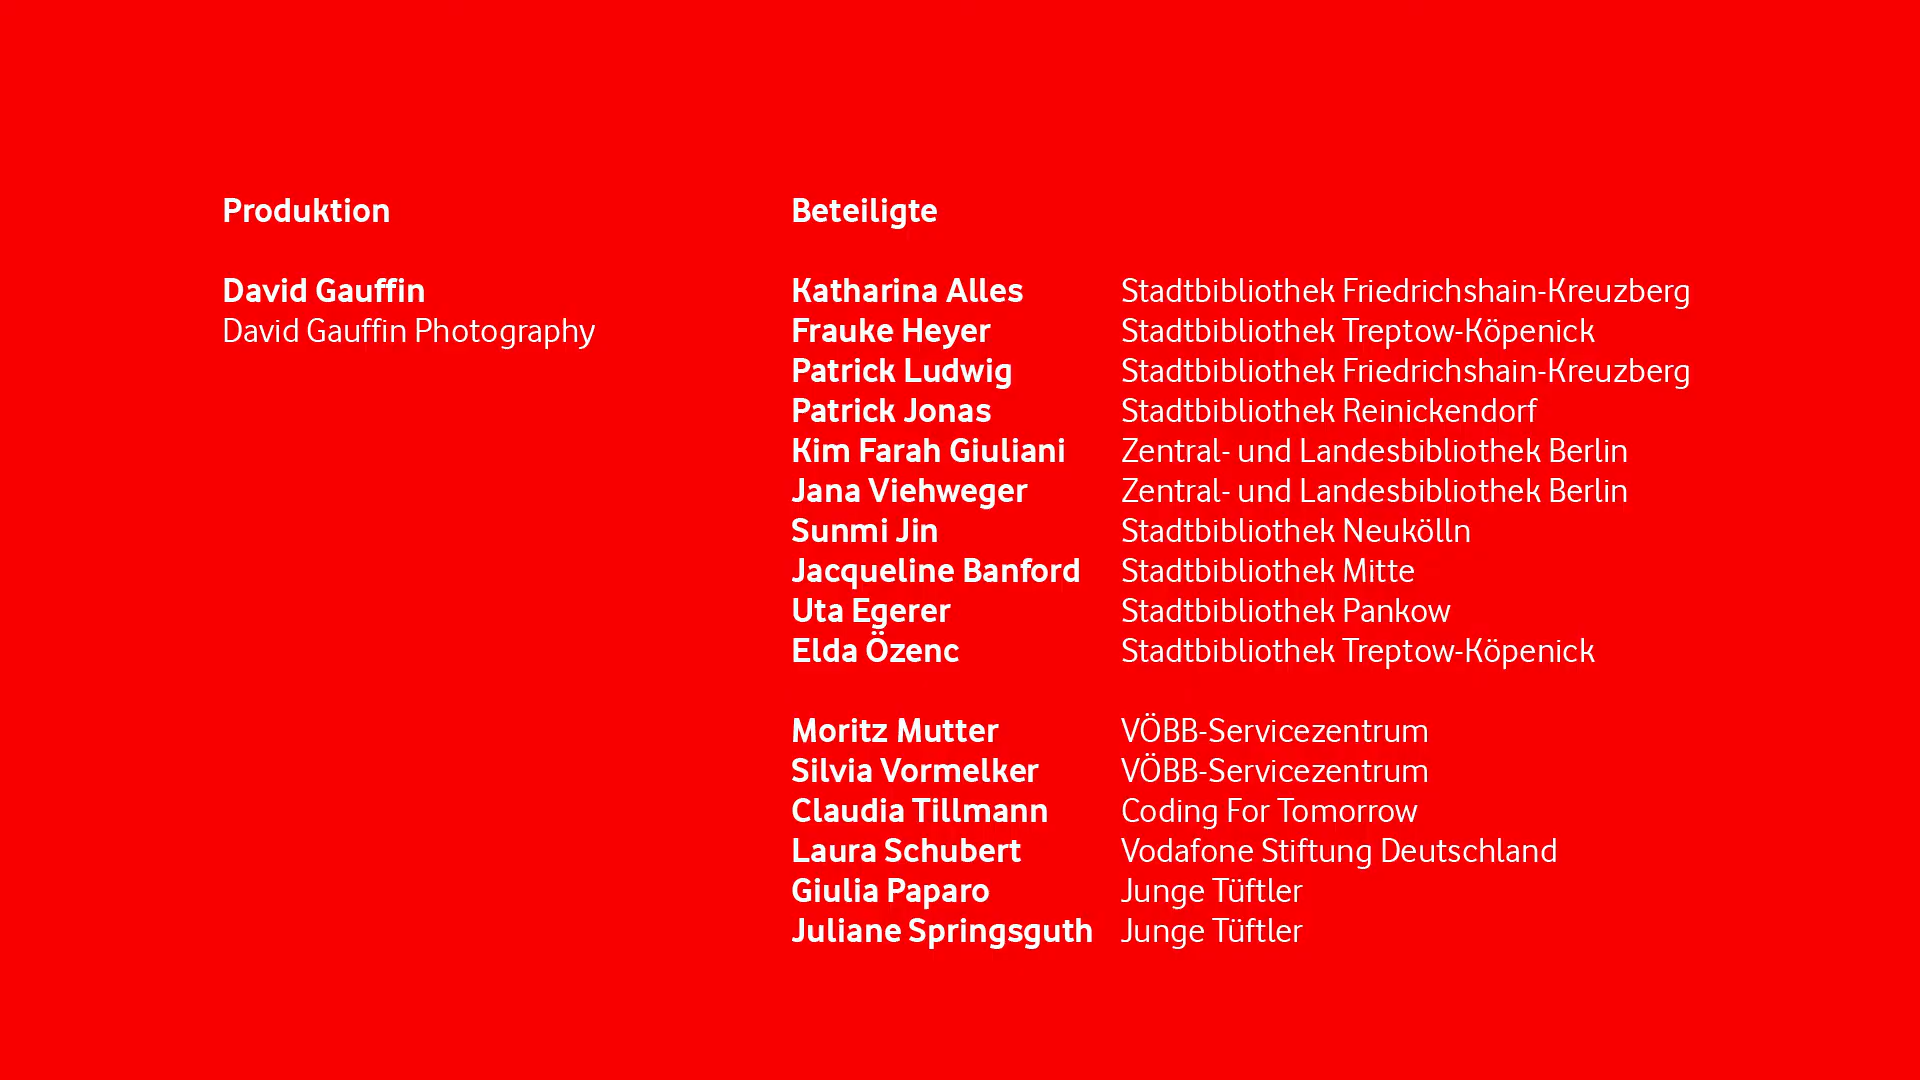 Produktion
David Gauffin
David Gauffin Photography
Beteiligte
Katharina Alles Stadtbibliothek Friedrichshain-Kreuzberg
Frauke Heyer Stadtbibliothek Treptow-Köpenick
Patrick Ludwig Stadtbibliothek Friedrichshain-Kreuzberg
Patrick Jonas Stadtbibliothek Reinickendorf
Kim Farah Giuliani Zentral- und Landesbibliothek Berlin
Jana Viehweger Zentral- und Landesbibliothek Berlin
Sunmi Jin Stadtbibliothek Neukölln
Jacqueline Banford Stadtbibliothek Mitte
Uta Egerer Stadtbibliothek Pankow
Elda Özenc Stadtbibliothek Treptow-Köpenick
Moritz Mutter VÖBB-Servicezentrum
Silvia Vormelker VÖBB-Servicezentrum
Claudia Tillmann Coding For Tomorrow
Laura Schubert Vodafone Stiftung Deutschland
Giulia Paparo Junge Tüftler
Juliane Springsguth Junge Tüftler